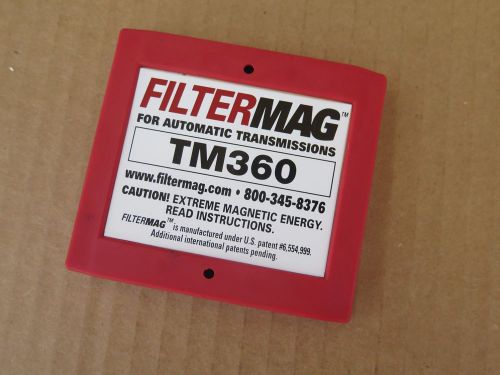 FILTERMAG™
FOR AUTOMATIC TRANSMISSIONS
TM360
www.filtermag.com • 800-345-8376
CAUTION! EXTREME MAGNETIC ENERGY.
READ INSTRUCTIONS.
FILTERMAG™ is manufactured under U.S. patent #6,554,999.
Additional international patents pending.